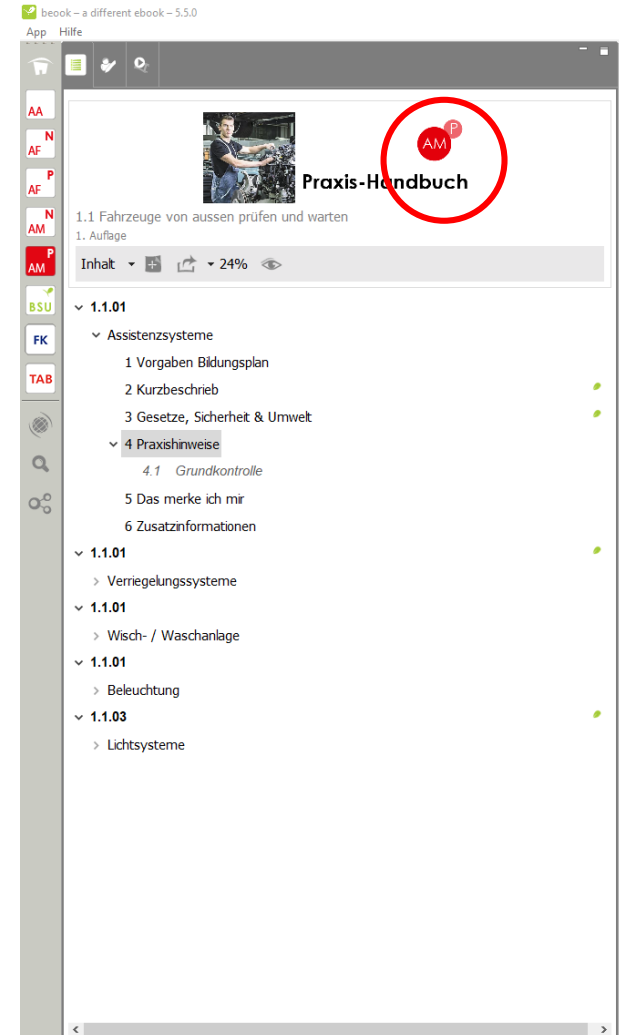 beook – a different ebook – 5.5.0
App Hilfe
AA
N
AF
P
AF
N
AM
P
AM
BSU
FK
TAB
P
AM
Praxis-Handbuch
1.1 Fahrzeuge von aussen prüfen und warten
1. Auflage
Inhalt 24%
1.1.01
Assistenzsysteme
1 Vorgaben Bildungsplan
2 Kurzbeschrieb
3 Gesetze, Sicherheit & Umwelt
4 Praxishinweise
4.1 Grundkontrolle
5 Das merke ich mir
6 Zusatzinformationen
1.1.01
Verriegelungssysteme
1.1.01
Wisch- / Waschanlage
1.1.01
Beleuchtung
1.1.03
Lichtsysteme